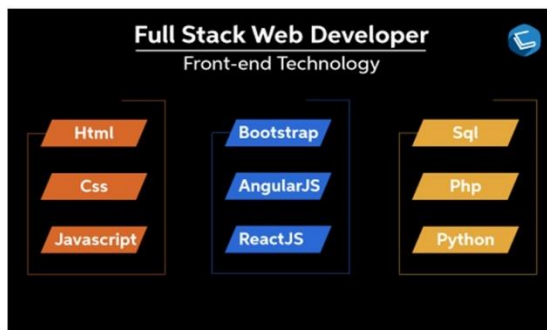 Full Stack Web Developer
Front-end Technology
Html
Css
Javascript
Bootstrap
AngularJS
ReactJS
Sql
Php
Python